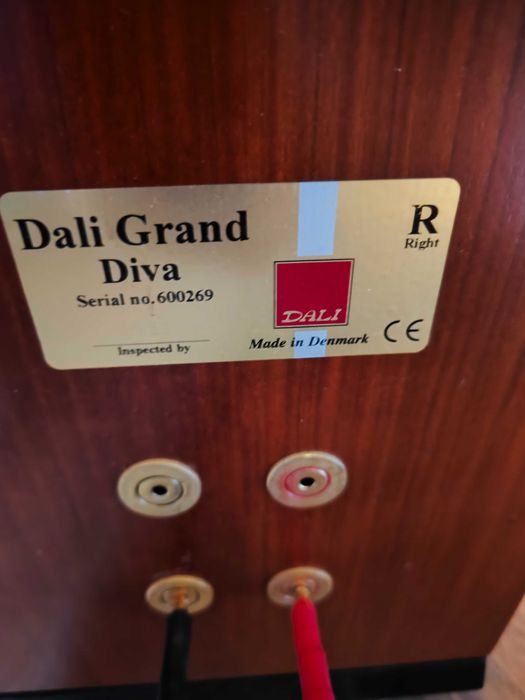 Dali Grand
Diva
Serial no. 600269
Inspected by
R
Right
DALI
Made in Denmark
CE